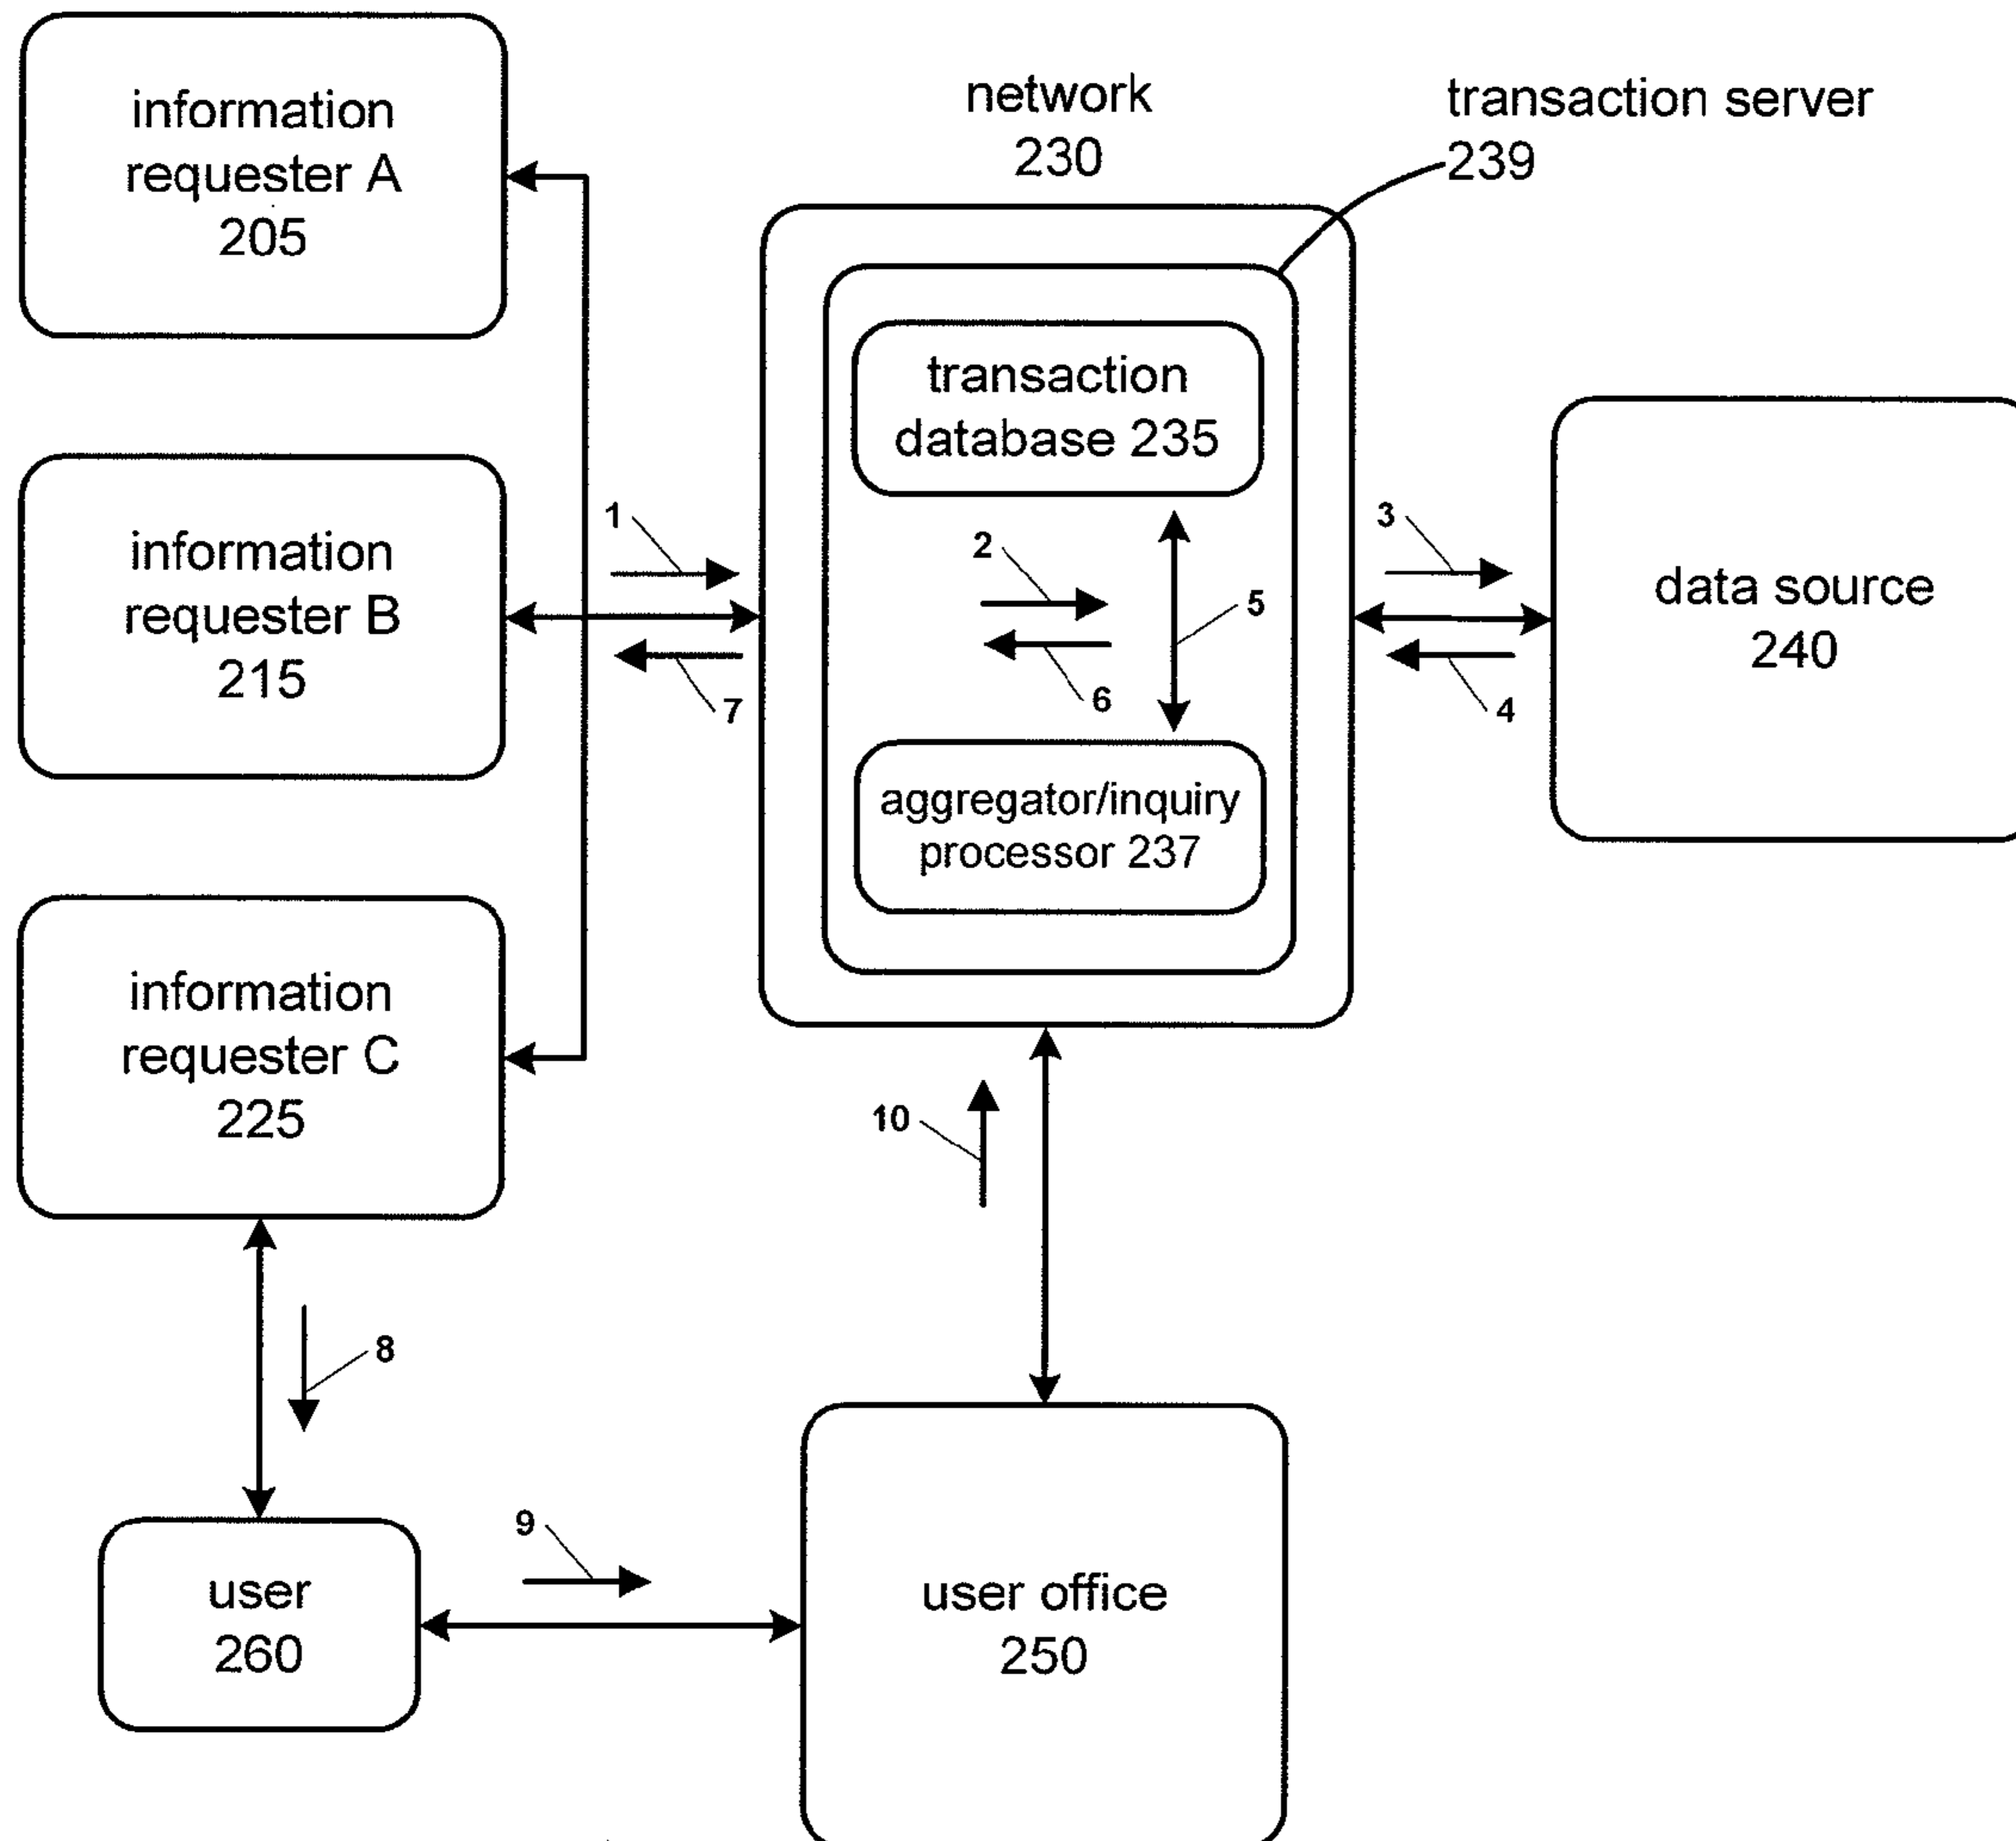 information
requester A
205
network
230
transaction server
239
transaction
database 235
information
requester B
215
1
7
2
6
5
3
4
data source
240
aggregator/inquiry
processor 237
information
requester C
225
10
8
9
user
260
user office
250